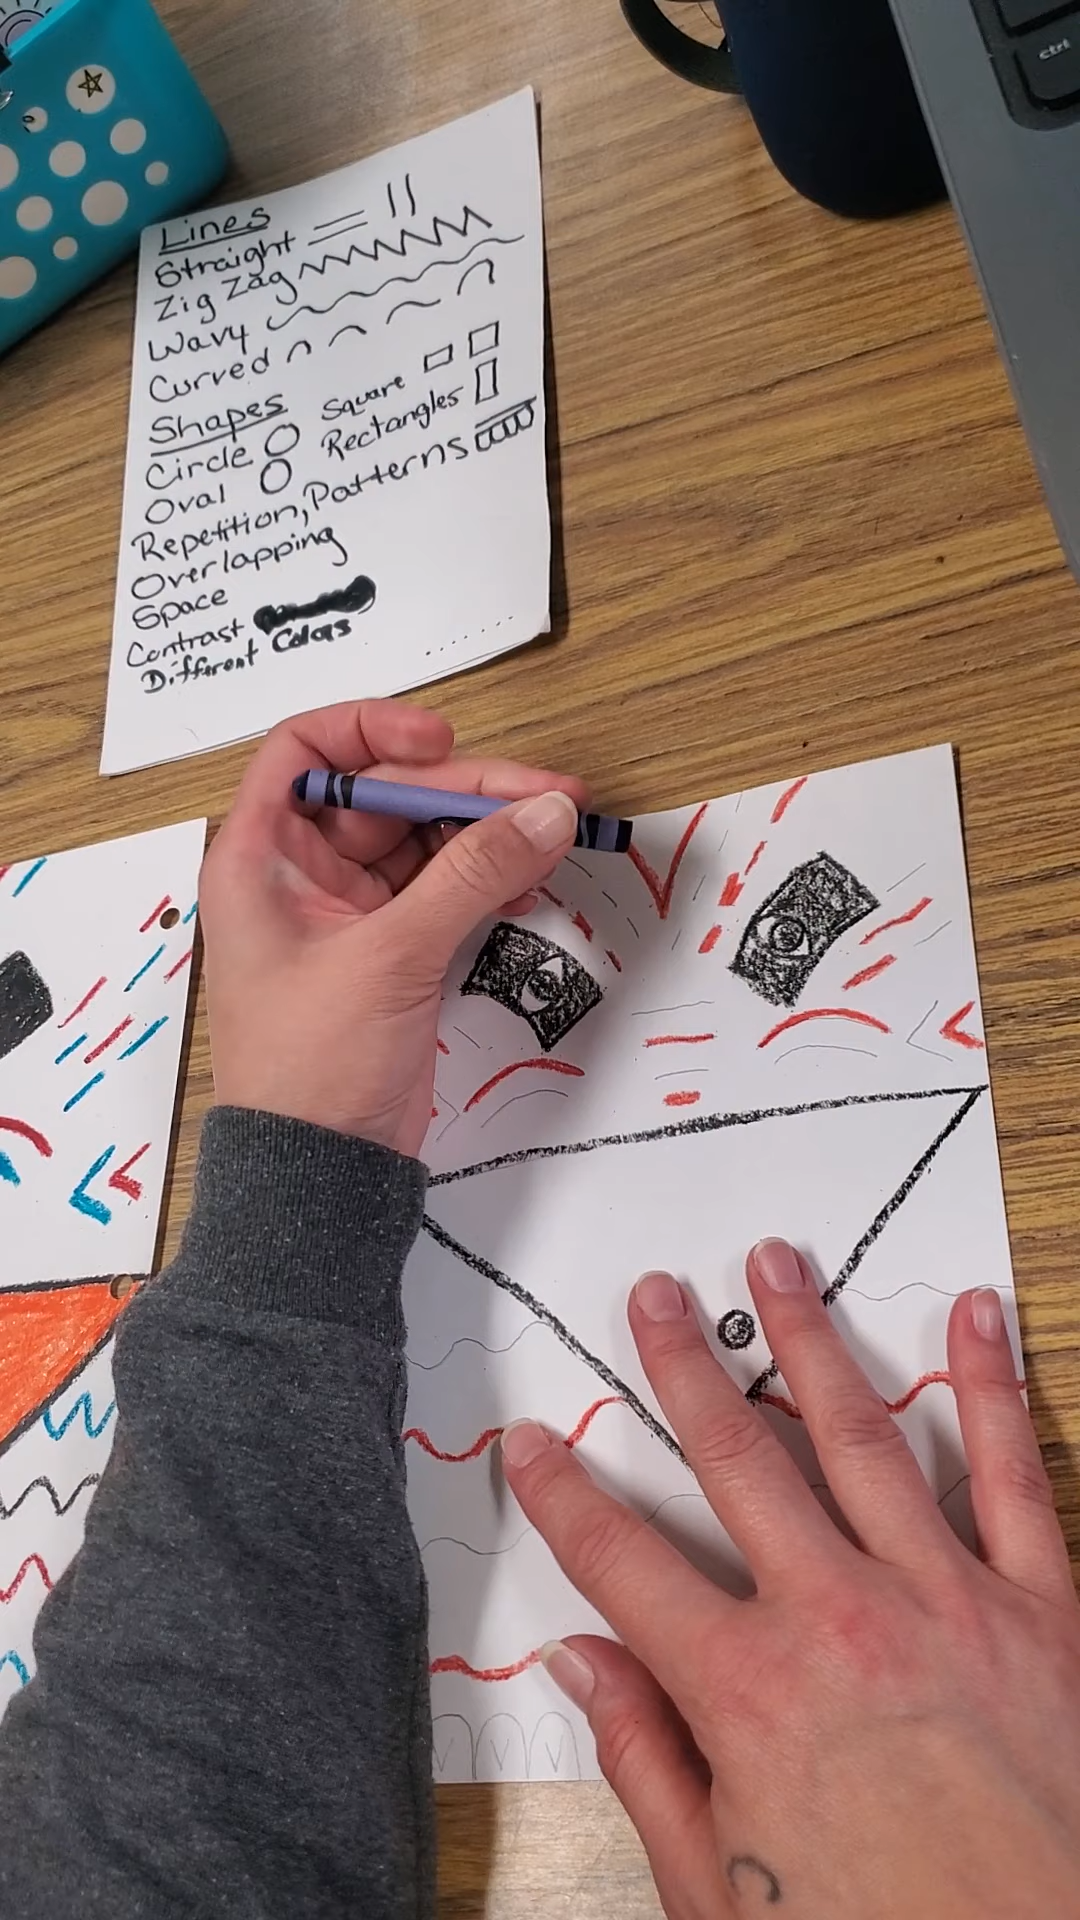 ctrl
Lines
Straight
Zig Zag
Wavy
Curved
Shapes
Circle Square
Oval Rectangles
Repetition, Patterns
Overlapping
Space
Contrast
Different Colors